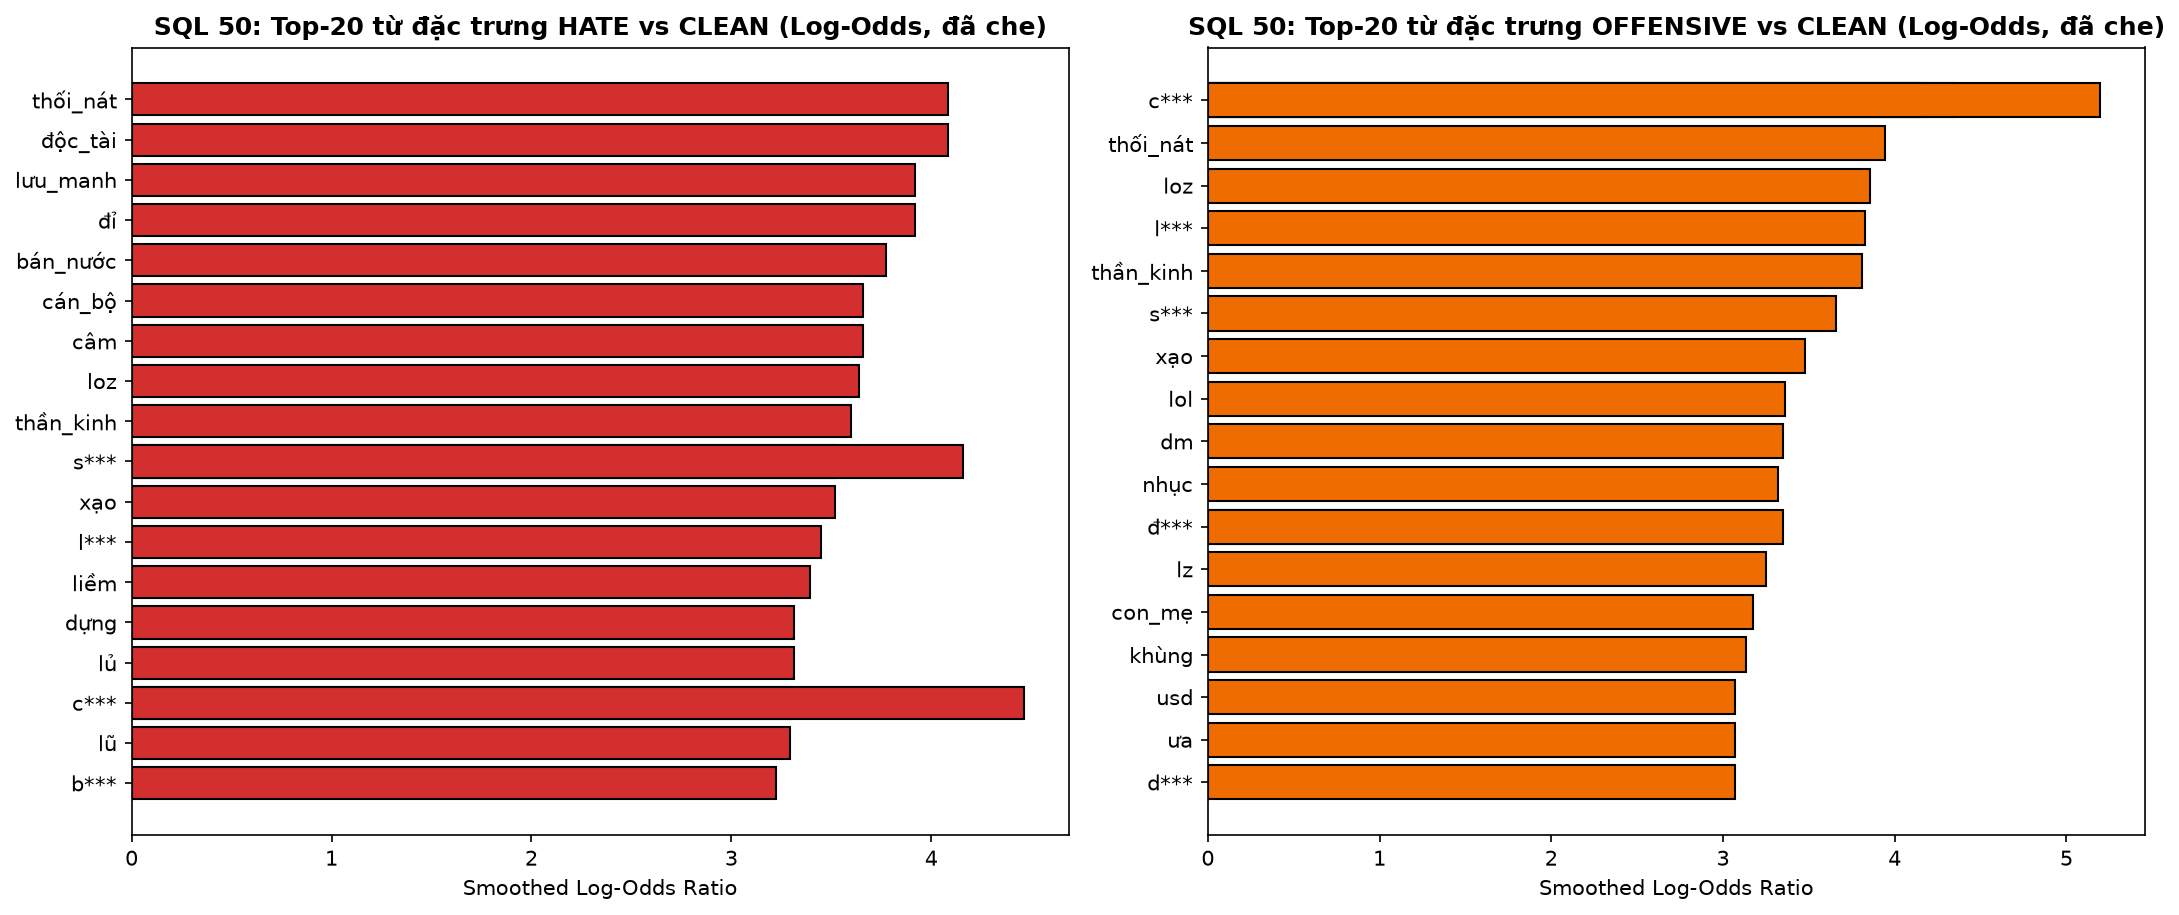 SQL 50: Top-20 từ đặc trưng HATE vs CLEAN (Log-Odds, đã che)
thối_nát
độc_tài
lưu_manh
đỉ
bán_nước
cán_bộ
câm
loz
thần_kinh
s***
xạo
l***
liềm
dựng
lủ
c***
lũ
b***
0 1 2 3 4
Smoothed Log-Odds Ratio
SQL 50: Top-20 từ đặc trưng OFFENSIVE vs CLEAN (Log-Odds, đã che)
c***
thối_nát
loz
l***
thần_kinh
s***
xạo
lol
dm
nhục
đ***
lz
con_mẹ
khùng
usd
ưa
d***
0 1 2 3 4 5
Smoothed Log-Odds Ratio